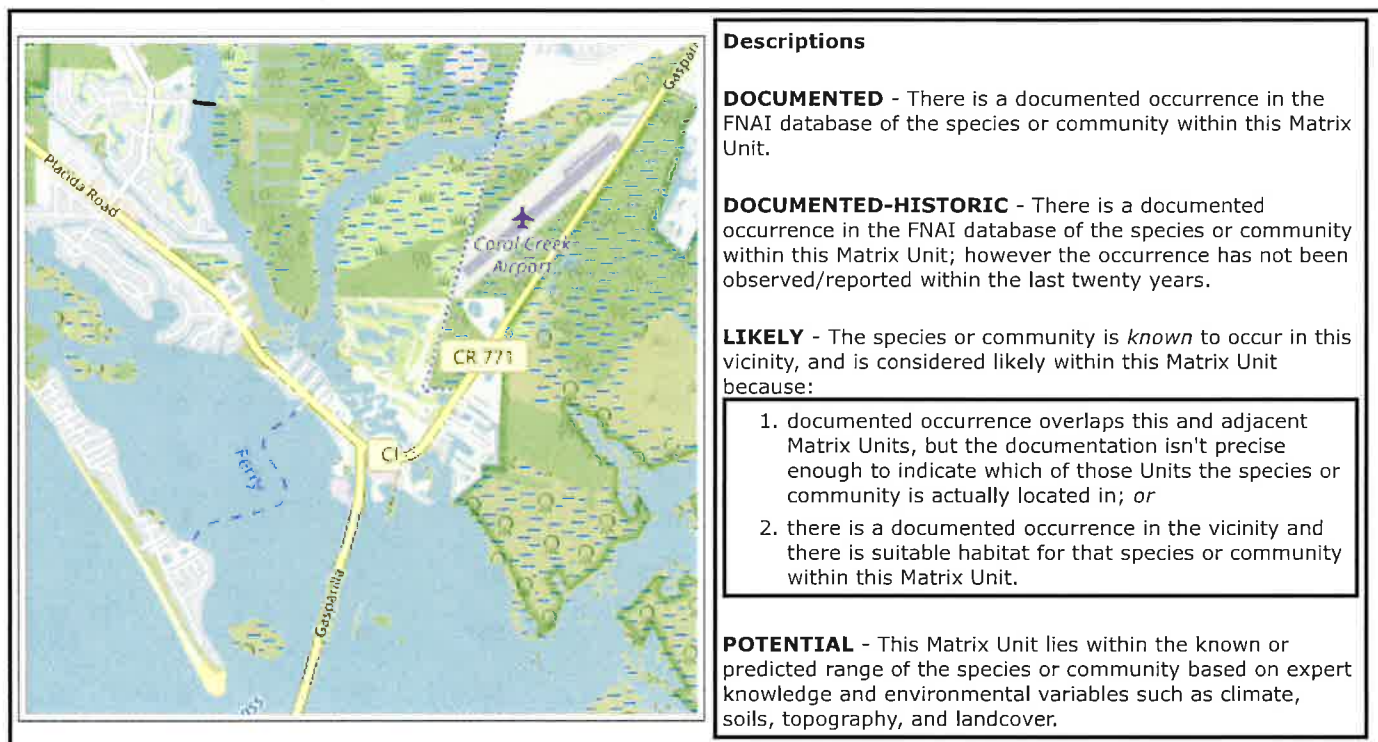 Placida Road
Gaspari
Coral Creek
Airport
CR 771
Ferry
Gasparilla
Descriptions
DOCUMENTED - There is a documented occurrence in the
FNAI database of the species or community within this Matrix
Unit.
DOCUMENTED-HISTORIC - There is a documented
occurrence in the FNAI database of the species or community
within this Matrix Unit; however the occurrence has not been
observed/reported within the last twenty years.
LIKELY - The species or community is known to occur in this
vicinity, and is considered likely within this Matrix Unit
because:
1. documented occurrence overlaps this and adjacent
Matrix Units, but the documentation isn't precise
enough to indicate which of those Units the species or
community is actually located in; or
2. there is a documented occurrence in the vicinity and
there is suitable habitat for that species or community
within this Matrix Unit.
POTENTIAL - This Matrix Unit lies within the known or
predicted range of the species or community based on expert
knowledge and environmental variables such as climate,
soils, topography, and landcover.